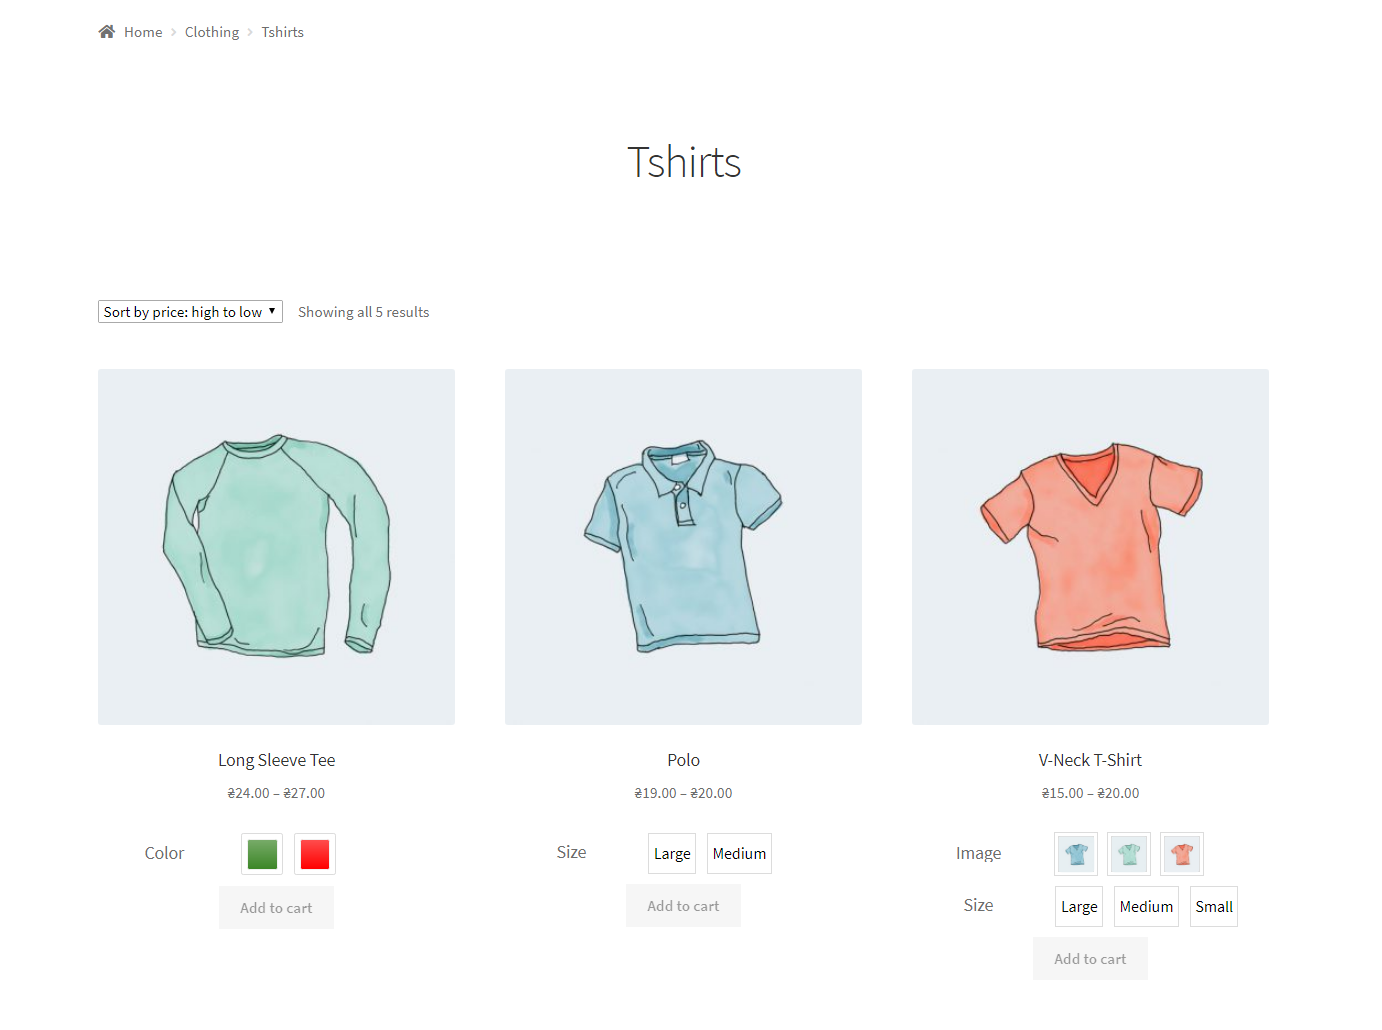 Home Clothing Tshirts
Tshirts
Sort by price: high to low Showing all 5 results
Long Sleeve Tee
₴24.00 – ₴27.00
Color
Add to cart
Polo
₴19.00 – ₴20.00
Size Large Medium
Add to cart
V-Neck T-Shirt
₴15.00 – ₴20.00
Image
Size Large Medium Small
Add to cart